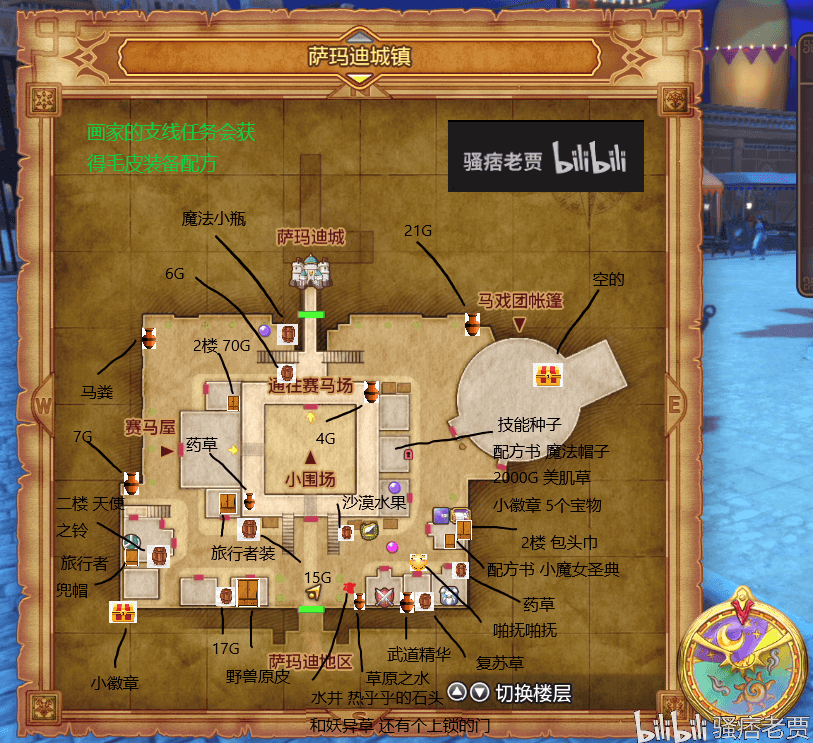 萨玛迪城镇
画家的支线任务会获
得毛皮装备配方
骚痞老贾 bilibili
魔法小瓶
萨玛迪城
21G
6G
马戏团帐篷
空的
2楼 70G
马粪
通往赛马场
赛马屋
技能种子
7G
药草
4G
配方书 魔法帽子
小围场
2000G 美肌草
W
E
二楼 天使
之铃
沙漠水果
小徽章 5个宝物
旅行者装
2楼 包头巾
旅行者
兜帽
配方书 小魔女圣典
15G
药草
啪抚啪抚
17G
武道精华
复苏草
小徽章
野兽原皮
萨玛迪地区
草原之水
水井 热乎乎的石头
切换楼层
和妖异草 还有个上锁的门
bilibili 骚痞老贾